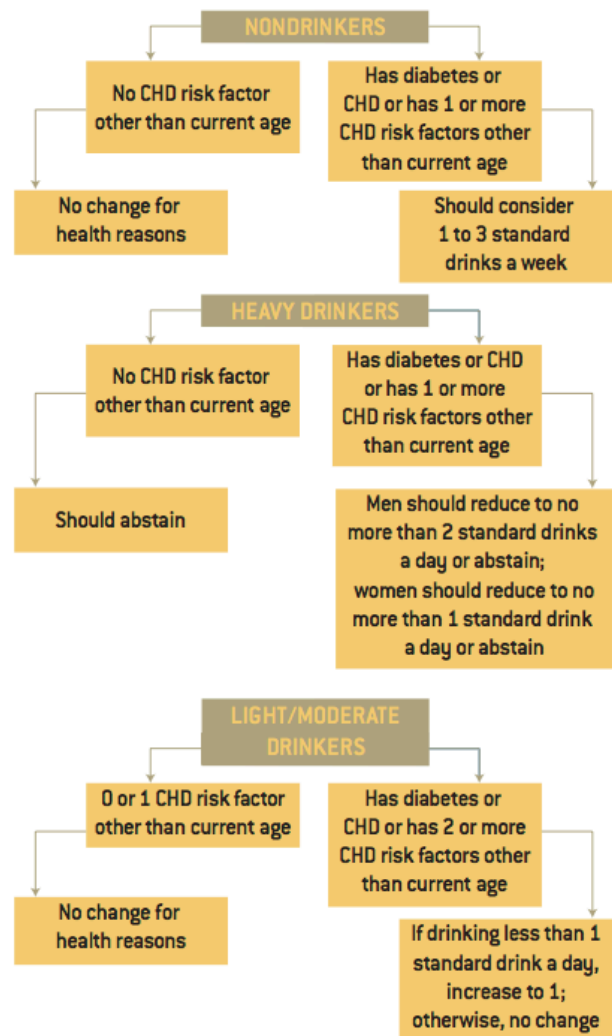 NONDRINKERS
No CHD risk factor
other than current age
Has diabetes or
CHD or has 1 or more
CHD risk factors other
than current age
No change for
health reasons
Should consider
1 to 3 standard
drinks a week
HEAVY DRINKERS
No CHD risk factor
other than current age
Has diabetes or CHD
or has 1 or more
CHD risk factors other
than current age
Should abstain
Men should reduce to no
more than 2 standard drinks
a day or abstain;
women should reduce to no
more than 1 standard drink
a day or abstain
LIGHT/MODERATE
DRINKERS
0 or 1 CHD risk factor
other than current age
Has diabetes or
CHD or has 2 or more
CHD risk factors other
than current age
No change for
health reasons
If drinking less than 1
standard drink a day,
increase to 1;
otherwise, no change